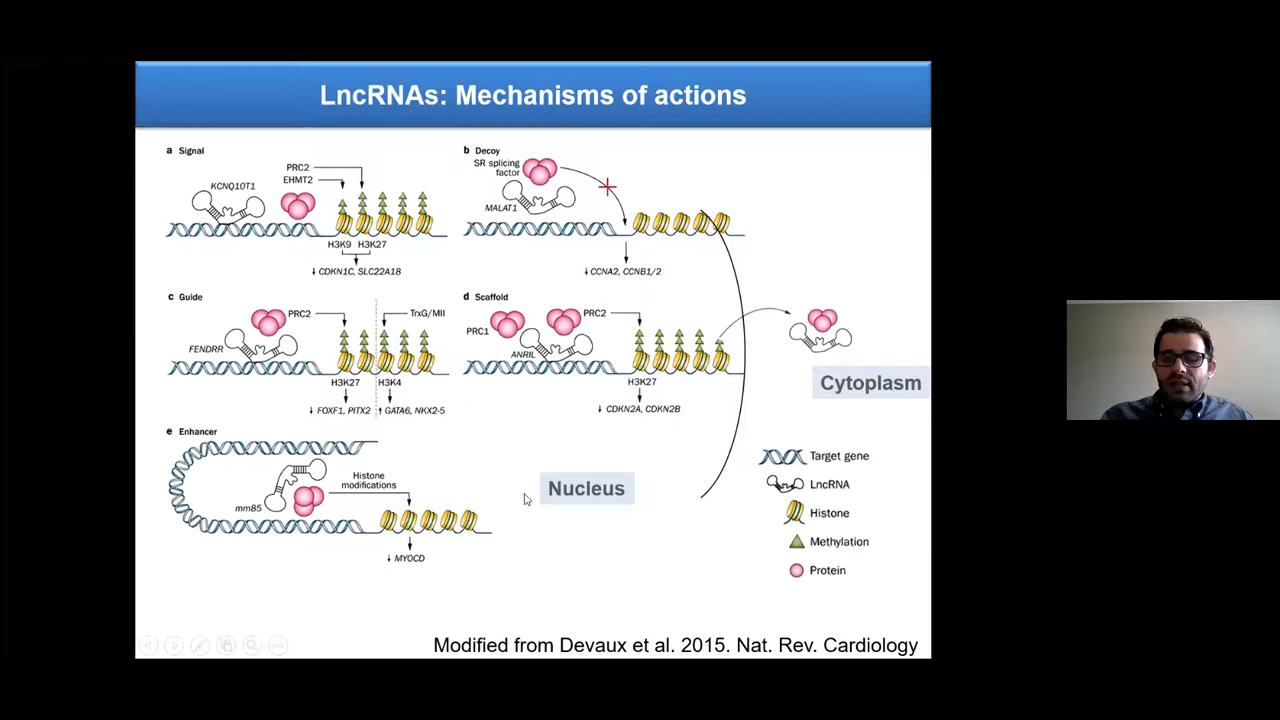 LncRNAs: Mechanisms of actions
a Signal
PRC2
EHMT2
KCNQ10T1
H3K9 H3K27
↓ CDKN1C, SLC22A18
b Decoy
SR splicing
factor
MALAT1
↓ CCNA2, CCNB1/2
c Guide
PRC2
TrxG/Mll
FENDRR
H3K27
H3K4
↓ FOXF1, PITX2
↑ GATA6, NKX2-5
d Scaffold
PRC1
PRC2
ANRIL
H3K27
↓ CDKN2A, CDKN2B
Cytoplasm
e Enhancer
Histone
modifications
mm85
↓ MYOCD
Nucleus
Target gene
LncRNA
Histone
Methylation
Protein
Modified from Devaux et al. 2015. Nat. Rev. Cardiology